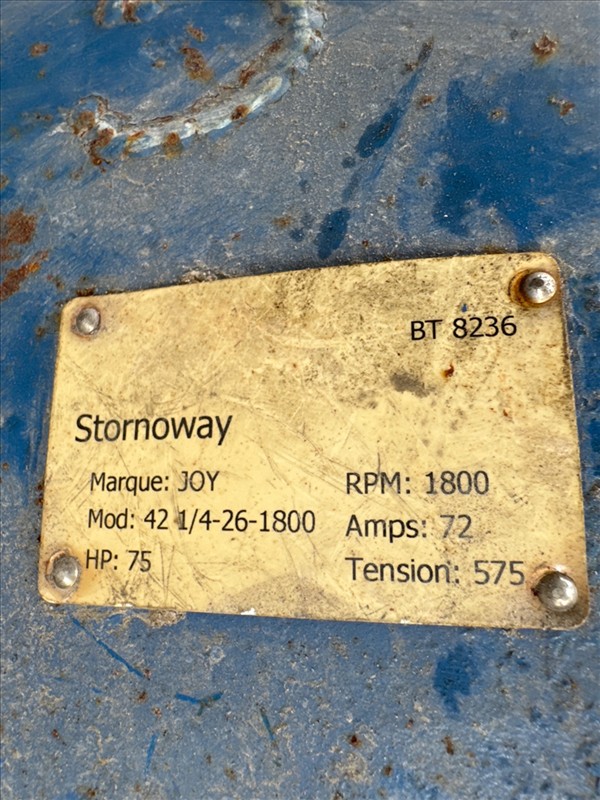 BT 8236
Stornoway
Marque: JOY
Mod: 42 1/4-26-1800
HP: 75
RPM: 1800
Amps: 72
Tension: 575